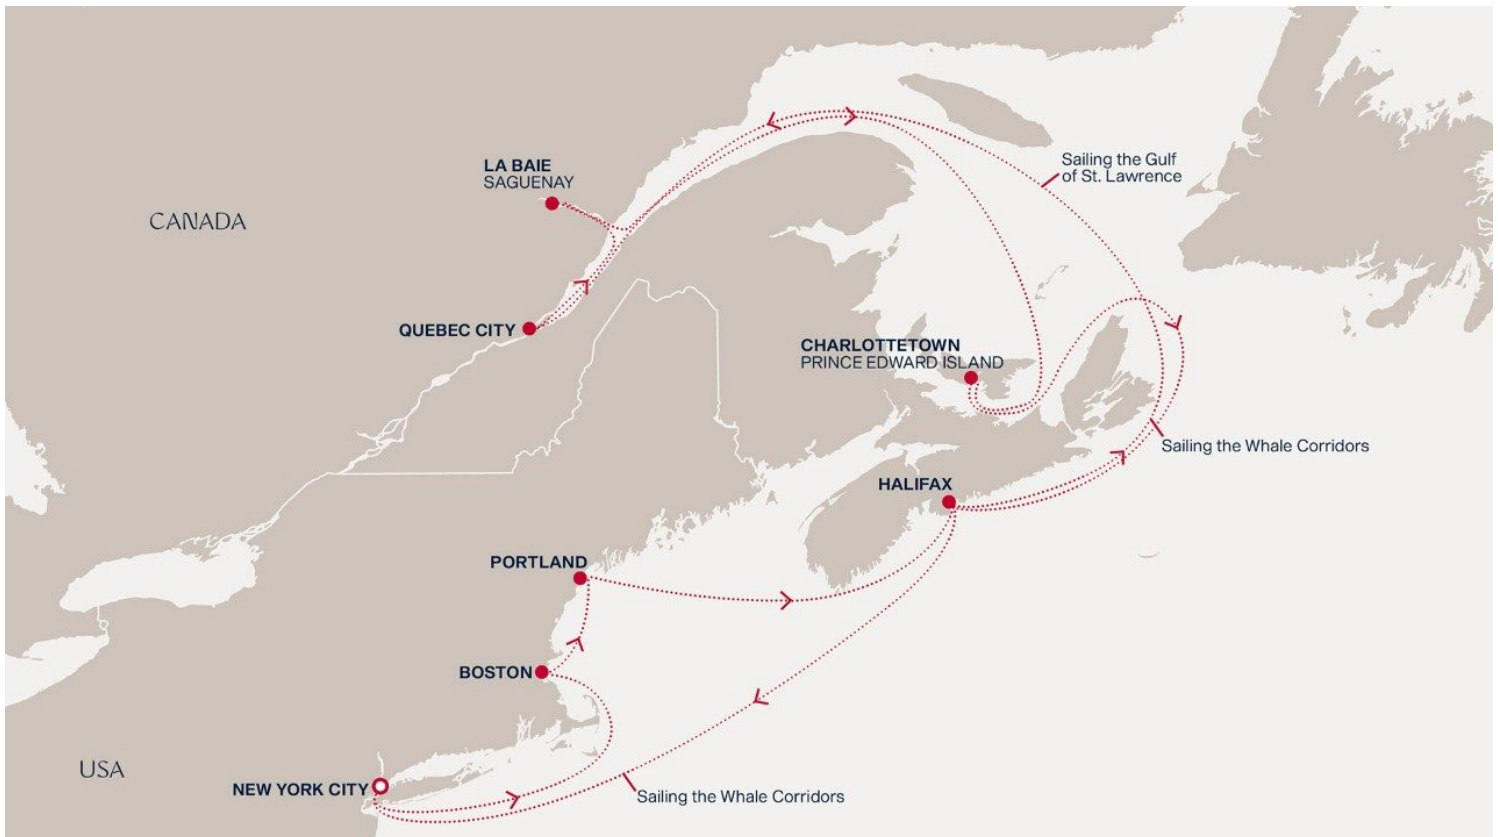 Sailing the Gulf
of St. Lawrence
LA BAIE
SAGUENAY
CANADA
QUEBEC CITY
CHARLOTTETOWN
PRINCE EDWARD ISLAND
Sailing the Whale Corridors
HALIFAX
PORTLAND
BOSTON
USA
NEW YORK CITY
Sailing the Whale Corridors